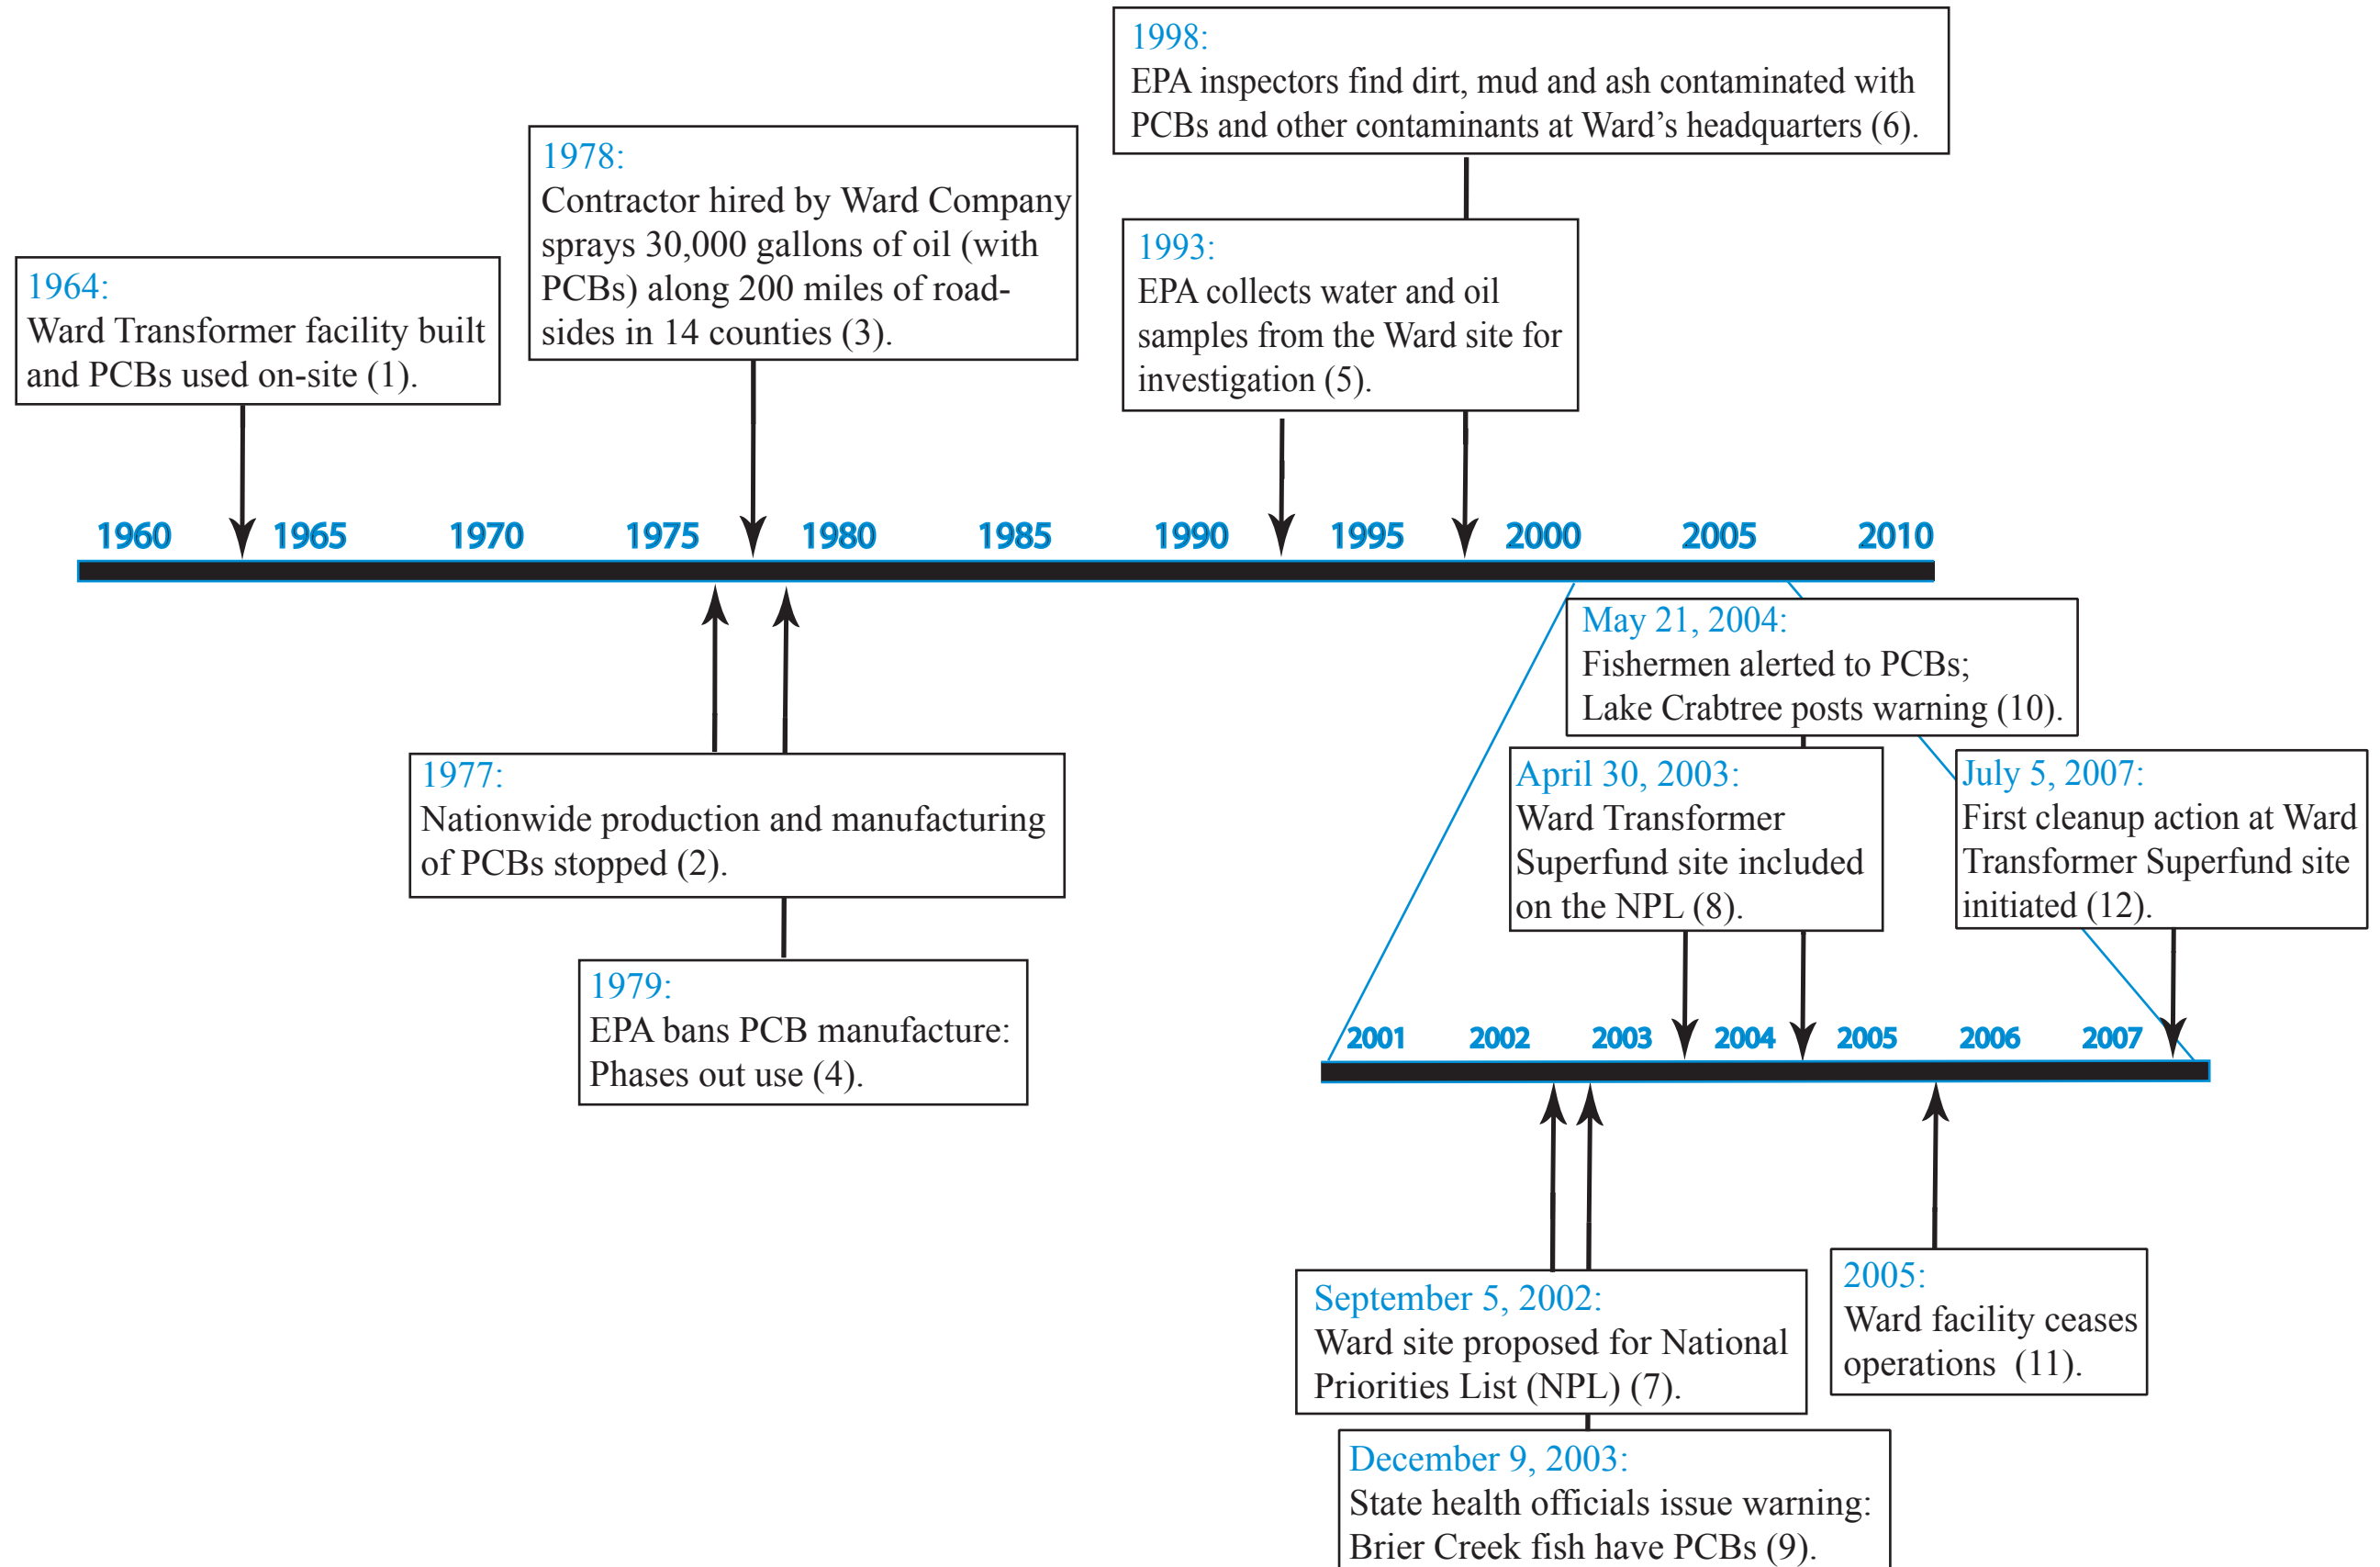 1998:
EPA inspectors find dirt, mud and ash contaminated with
PCBs and other contaminants at Ward's headquarters (6).
1978:
Contractor hired by Ward Company
sprays 30,000 gallons of oil (with
PCBs) along 200 miles of road-
sides in 14 counties (3).
1993:
EPA collects water and oil
samples from the Ward site for
investigation (5).
1964:
Ward Transformer facility built
and PCBs used on-site (1).
1960 1965 1970 1975 1980 1985 1990 1995 2000 2005 2010
May 21, 2004:
Fishermen alerted to PCBs;
Lake Crabtree posts warning (10).
1977:
Nationwide production and manufacturing
of PCBs stopped (2).
April 30, 2003:
Ward Transformer
Superfund site included
on the NPL (8).
July 5, 2007:
First cleanup action at Ward
Transformer Superfund site
initiated (12).
1979:
EPA bans PCB manufacture:
Phases out use (4).
2001 2002 2003 2004 2005 2006 2007
September 5, 2002:
Ward site proposed for National
Priorities List (NPL) (7).
2005:
Ward facility ceases
operations (11).
December 9, 2003:
State health officials issue warning:
Brier Creek fish have PCBs (9).